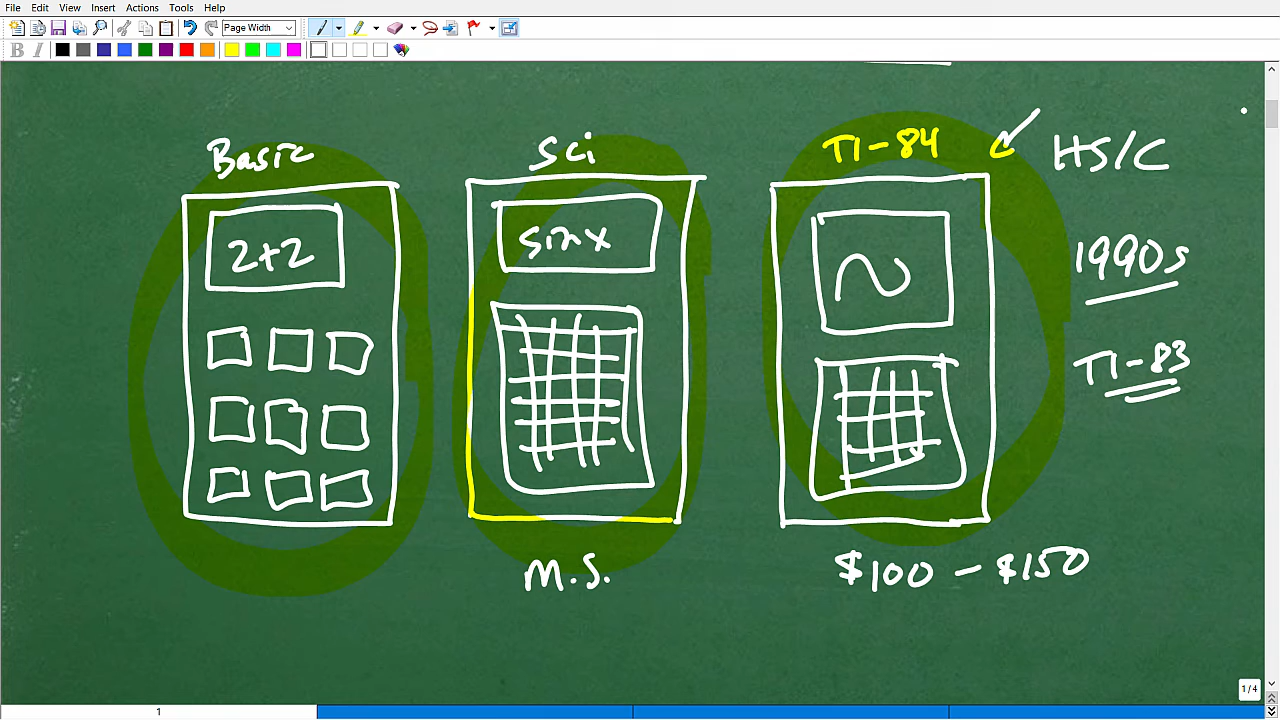 File Edit View Insert Actions Tools Help
Page Width
B I
Basic
2+2
Sci
sin x
M.S.
TI-84
$100 - $150
HS/C
1990s
TI-83
1/4
1